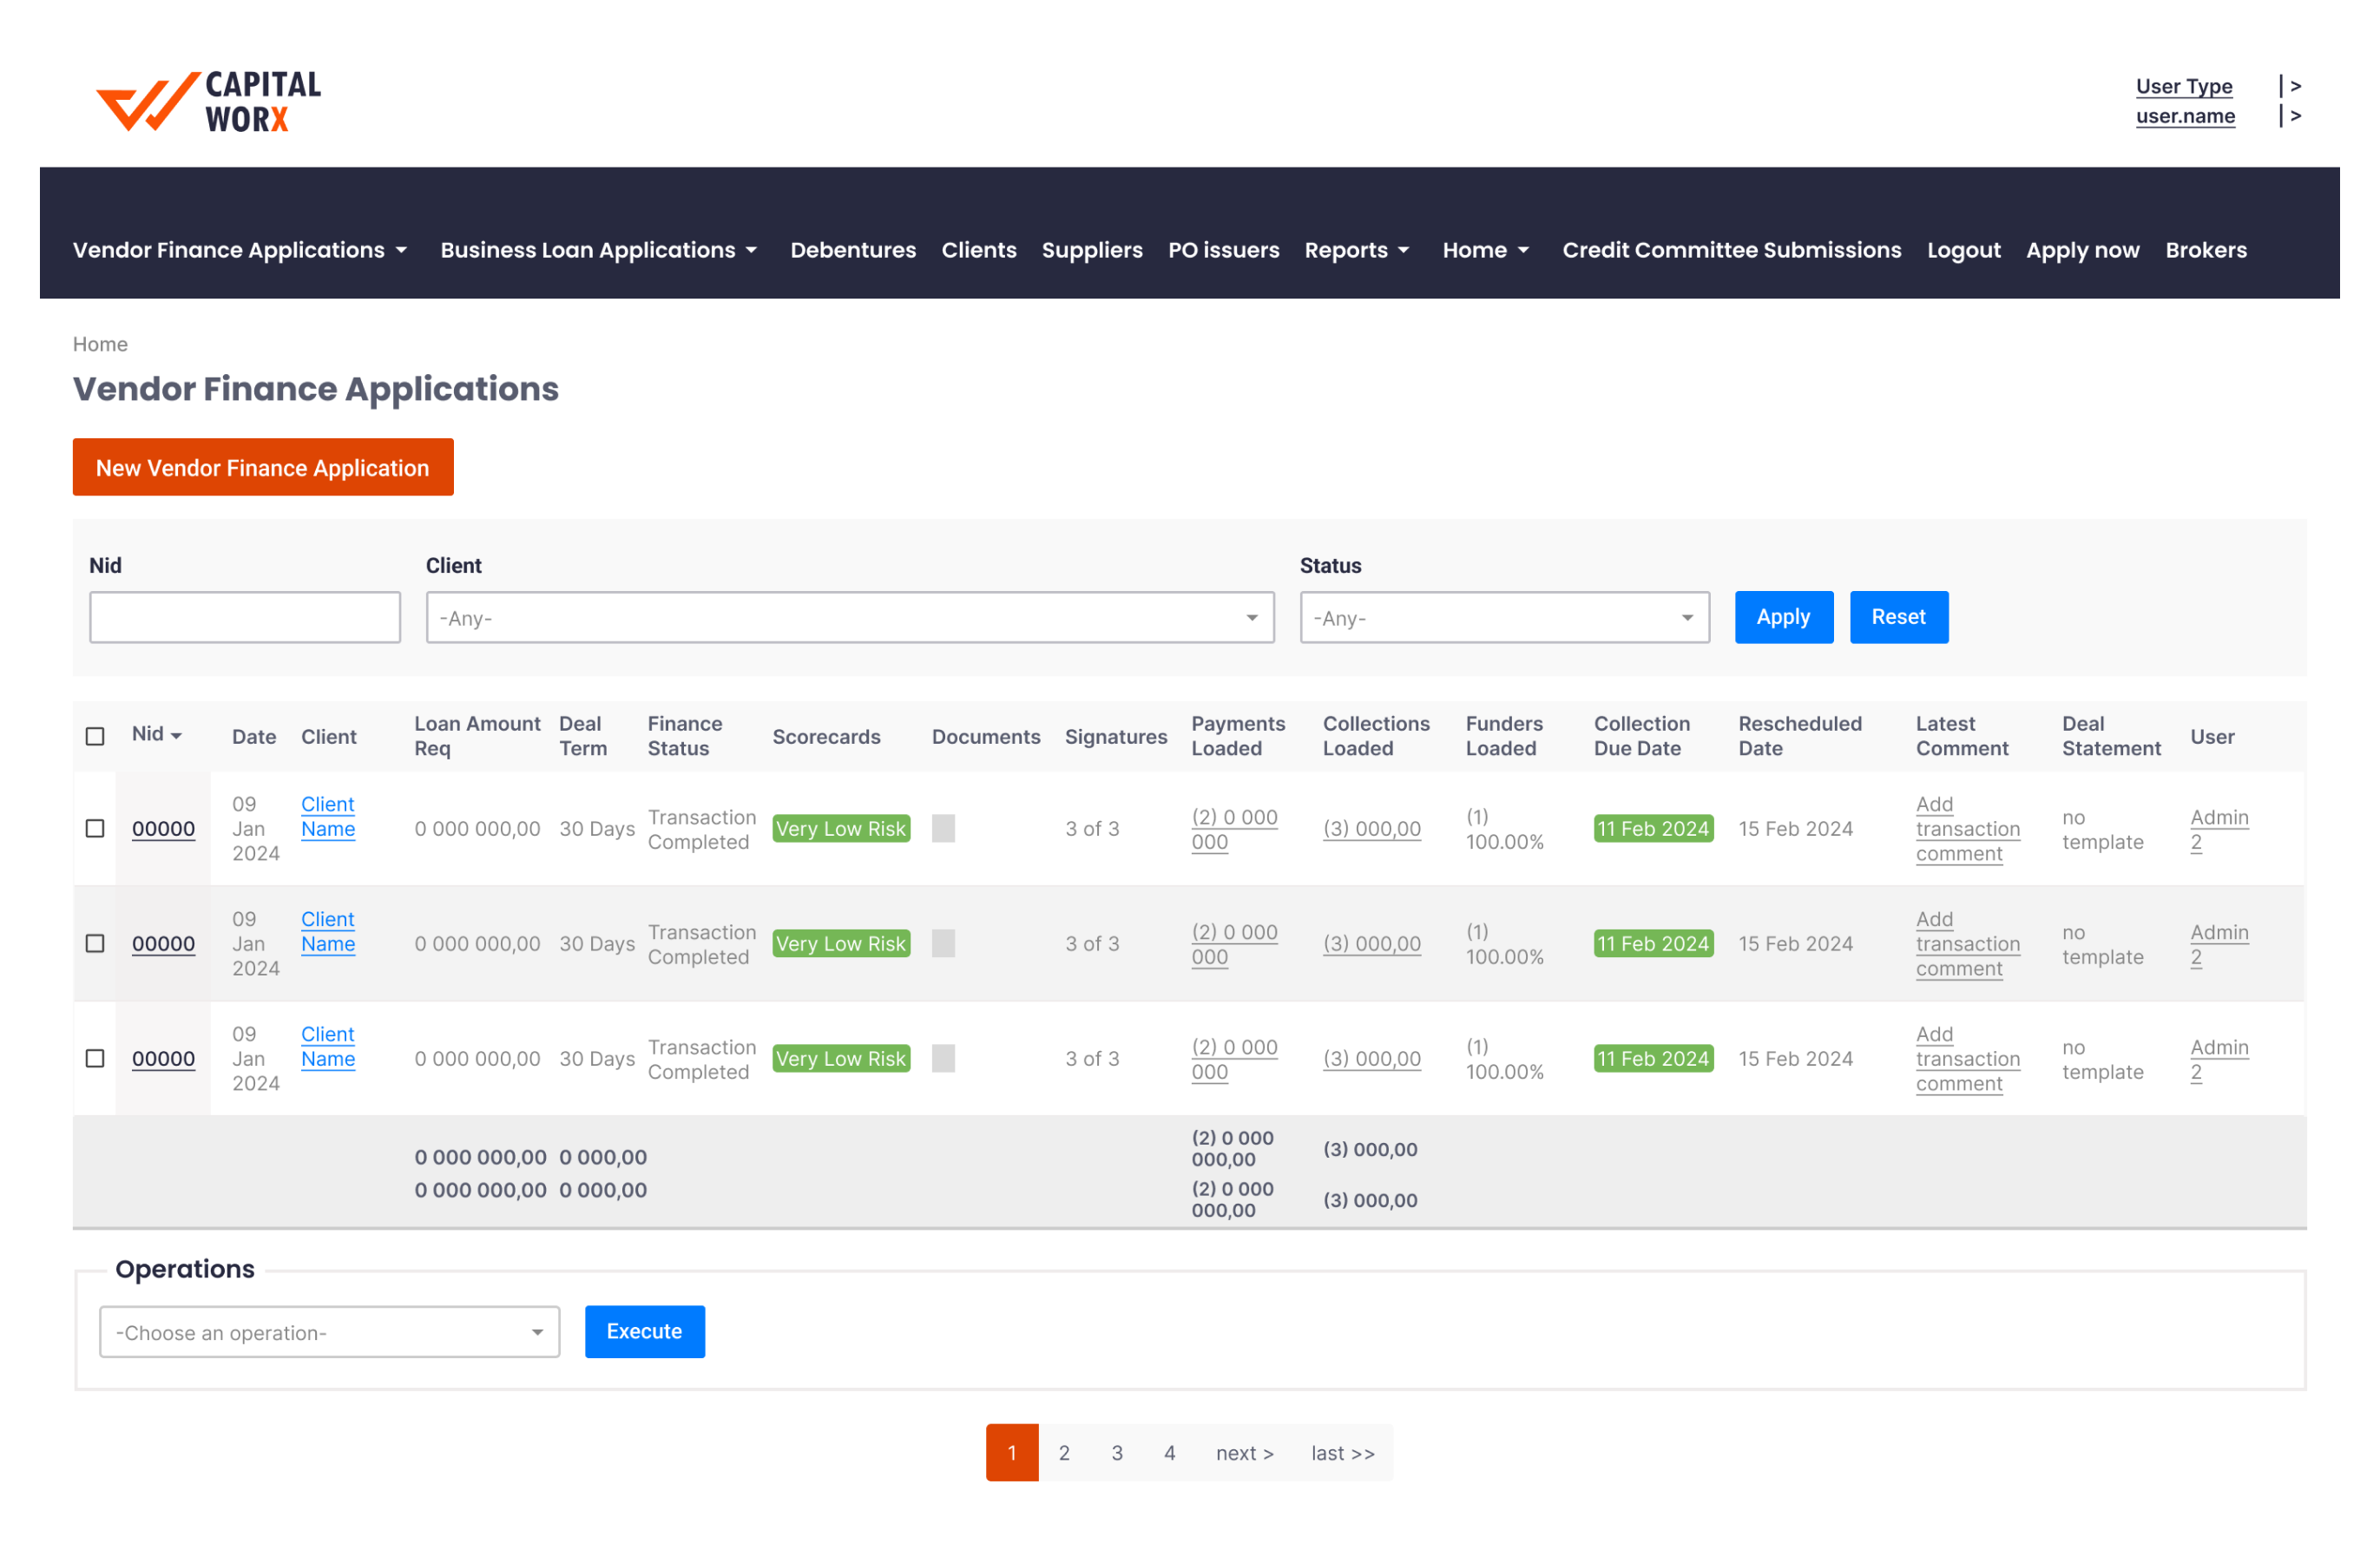 CAPITAL
WORX
User Type | >
user.name | >
Vendor Finance Applications Business Loan Applications Debentures Clients Suppliers PO issuers Reports Home Credit Committee Submissions Logout Apply now Brokers
Home
Vendor Finance Applications
New Vendor Finance Application
Nid Client Status
-Any- -Any- Apply Reset
Nid Date Client Loan Amount Req Deal Term Finance Status Scorecards Documents Signatures Payments Loaded Collections Loaded Funders Loaded Collection Due Date Rescheduled Date Latest Comment Deal Statement User
00000 09 Jan 2024 Client Name 0 000 000,00 30 Days Transaction Completed Very Low Risk 3 of 3 (2) 0 000 000 (3) 000,00 (1) 100.00% 11 Feb 2024 15 Feb 2024 Add transaction comment no template Admin 2
00000 09 Jan 2024 Client Name 0 000 000,00 30 Days Transaction Completed Very Low Risk 3 of 3 (2) 0 000 000 (3) 000,00 (1) 100.00% 11 Feb 2024 15 Feb 2024 Add transaction comment no template Admin 2
00000 09 Jan 2024 Client Name 0 000 000,00 30 Days Transaction Completed Very Low Risk 3 of 3 (2) 0 000 000 (3) 000,00 (1) 100.00% 11 Feb 2024 15 Feb 2024 Add transaction comment no template Admin 2
0 000 000,00 0 000,00 (2) 0 000 000,00 (3) 000,00
0 000 000,00 0 000,00 (2) 0 000 000,00 (3) 000,00
Operations
-Choose an operation- Execute
1 2 3 4 next > last >>